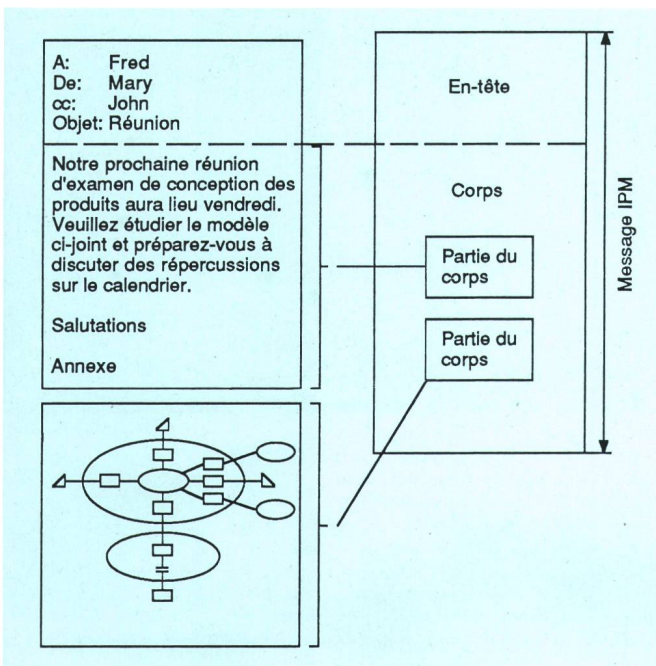 A: Fred
De: Mary
cc: John
Objet: Réunion
Notre prochaine réunion
d'examen de conception des
produits aura lieu vendredi.
Veuillez étudier le modèle
ci-joint et préparez-vous à
discuter des répercussions
sur le calendrier.
Salutations
Annexe
En-tête
Corps
Partie du
corps
Partie du
corps
Message IPM